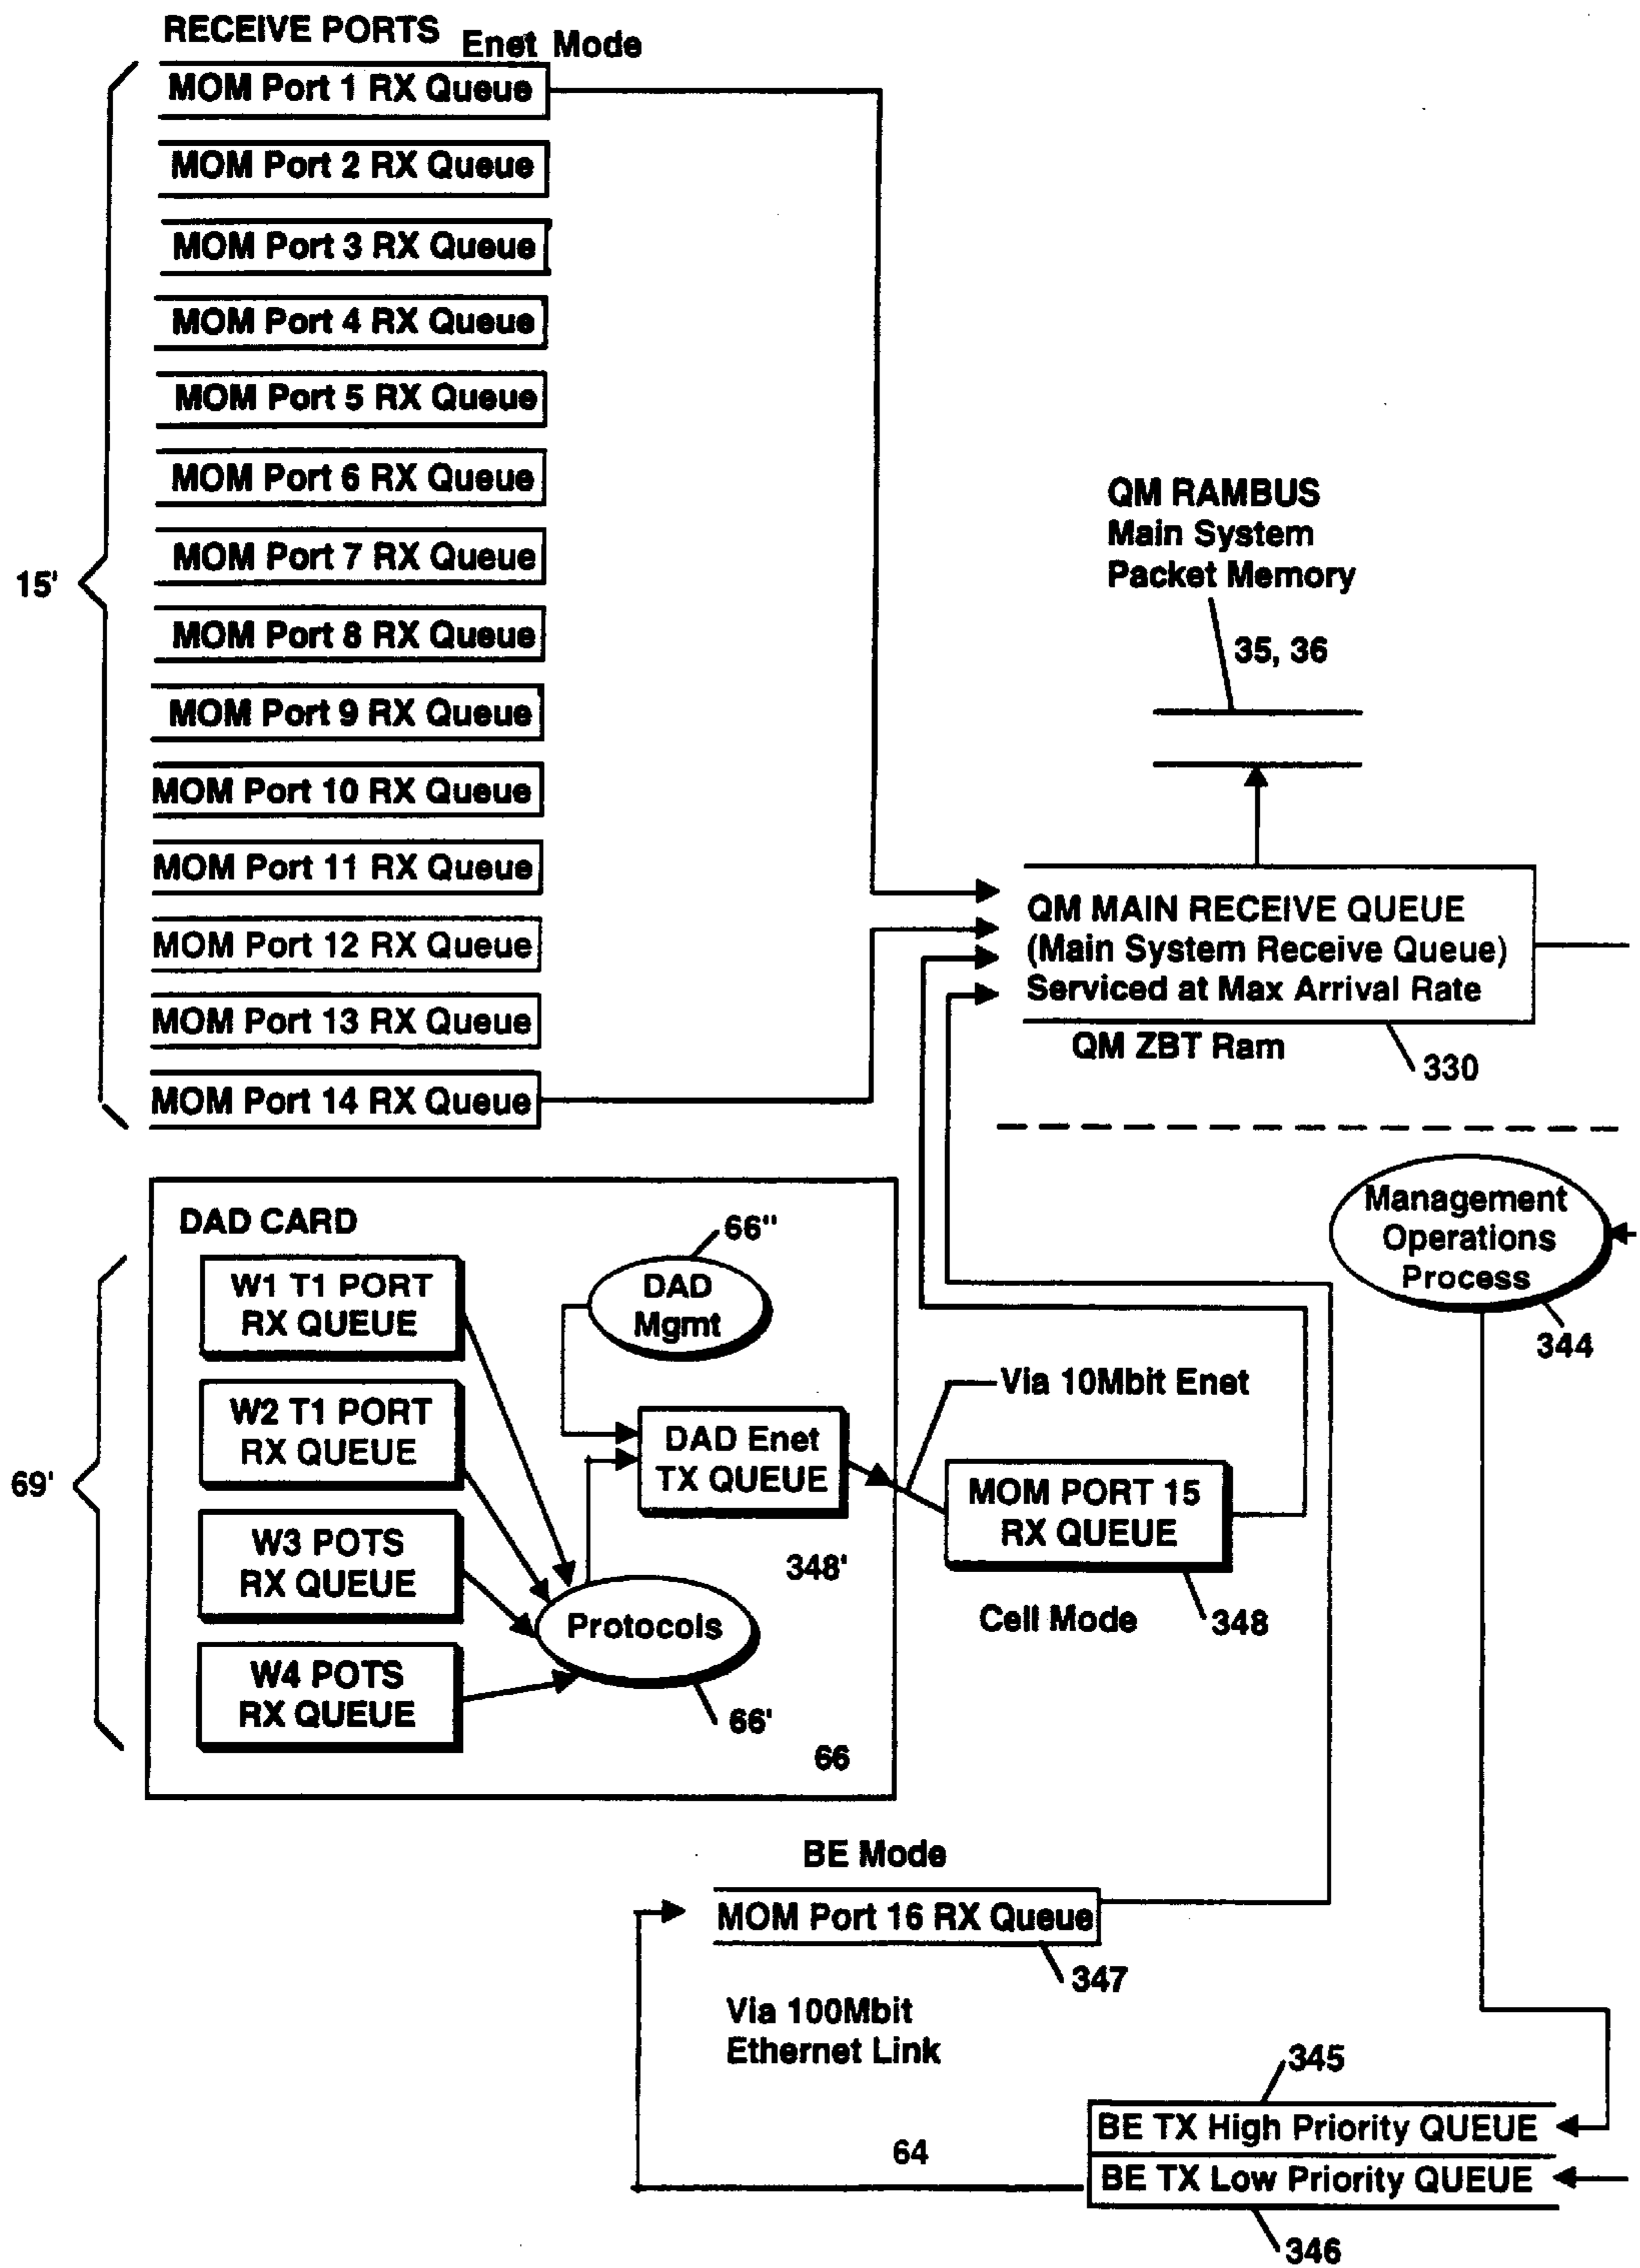 RECEIVE PORTS
Enet Mode
MOM Port 1 RX Queue
MOM Port 2 RX Queue
MOM Port 3 RX Queue
MOM Port 4 RX Queue
MOM Port 5 RX Queue
MOM Port 6 RX Queue
MOM Port 7 RX Queue
MOM Port 8 RX Queue
MOM Port 9 RX Queue
MOM Port 10 RX Queue
MOM Port 11 RX Queue
MOM Port 12 RX Queue
MOM Port 13 RX Queue
MOM Port 14 RX Queue
15'
QM RAMBUS
Main System
Packet Memory
35, 36
QM MAIN RECEIVE QUEUE
(Main System Receive Queue)
Serviced at Max Arrival Rate
QM ZBT Ram
330
Management
Operations
Process
344
DAD CARD
W1 T1 PORT
RX QUEUE
W2 T1 PORT
RX QUEUE
W3 POTS
RX QUEUE
W4 POTS
RX QUEUE
69'
66"
DAD
Mgmt
DAD Enet
TX QUEUE
348'
Protocols
66'
66
Via 10Mbit Enet
MOM PORT 15
RX QUEUE
Cell Mode
348
BE Mode
MOM Port 16 RX Queue
347
Via 100Mbit
Ethernet Link
64
345
BE TX High Priority QUEUE
BE TX Low Priority QUEUE
346